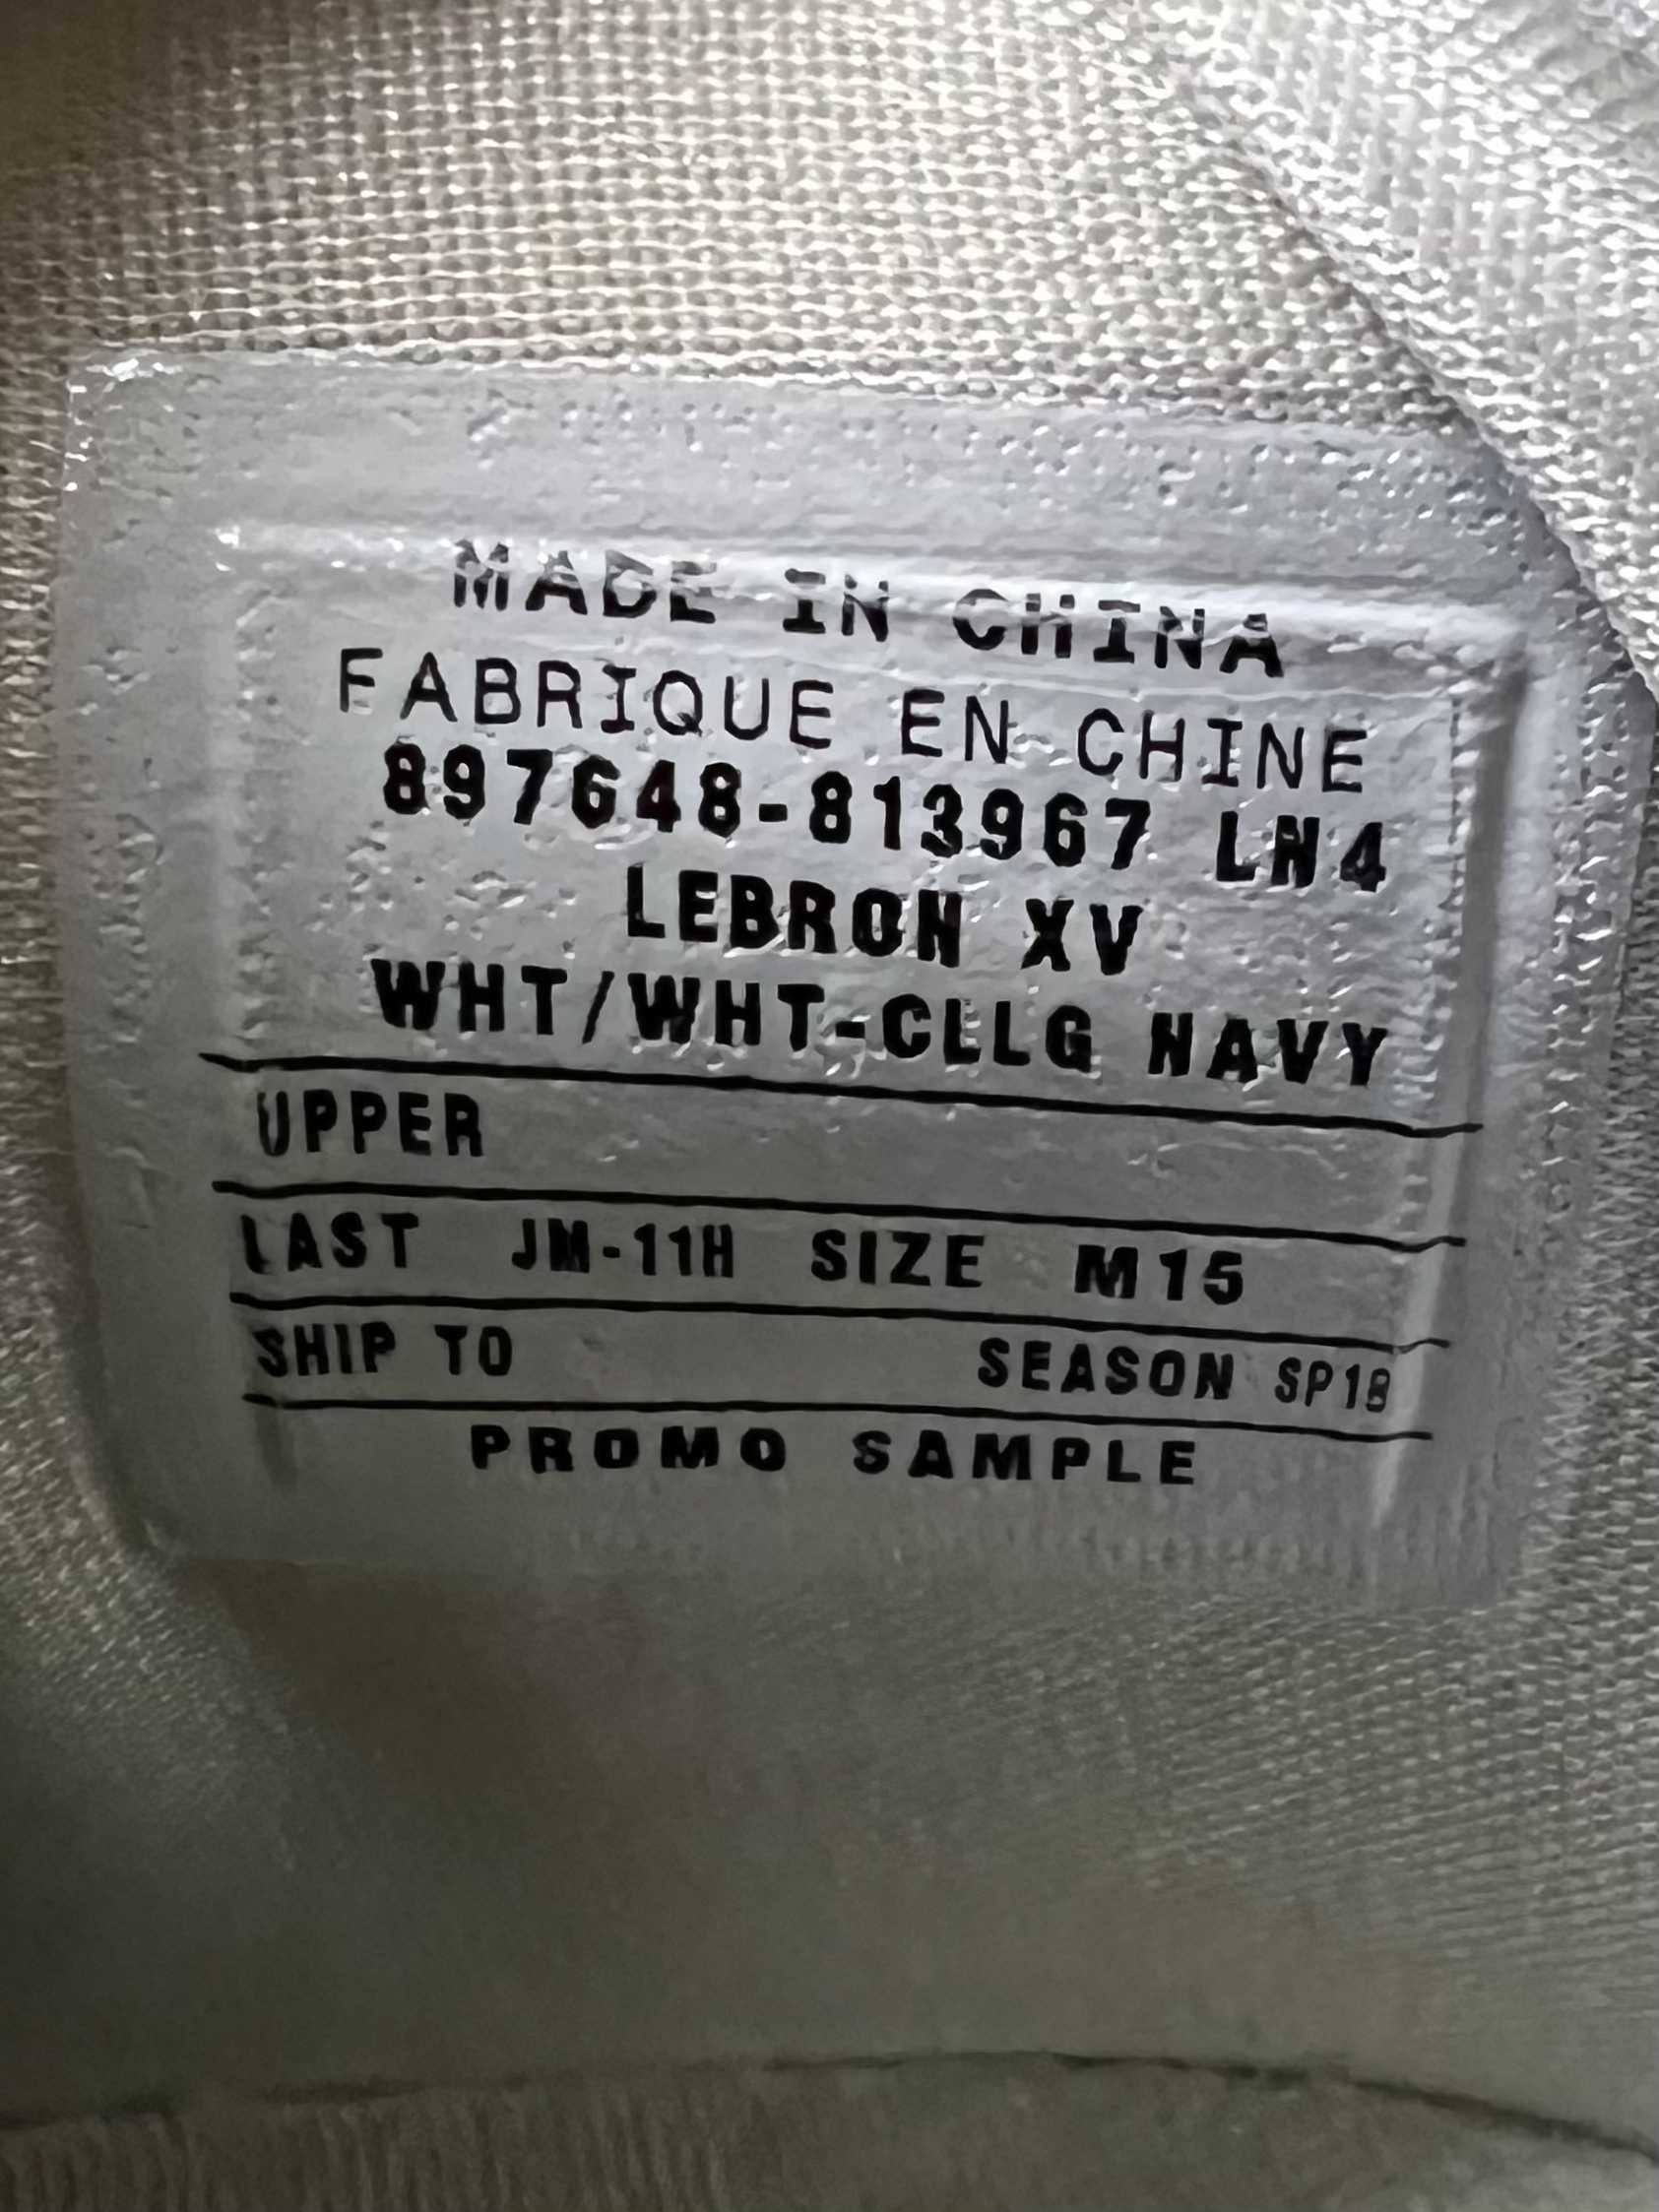 MADE IN CHINA
FABRIQUE EN CHINE
897648-813967 LN4
LEBRON XV
WHT/WHT-CLLG NAVY
UPPER
LAST JM-11H SIZE M15
SHIP TO SEASON SP18
PROMO SAMPLE